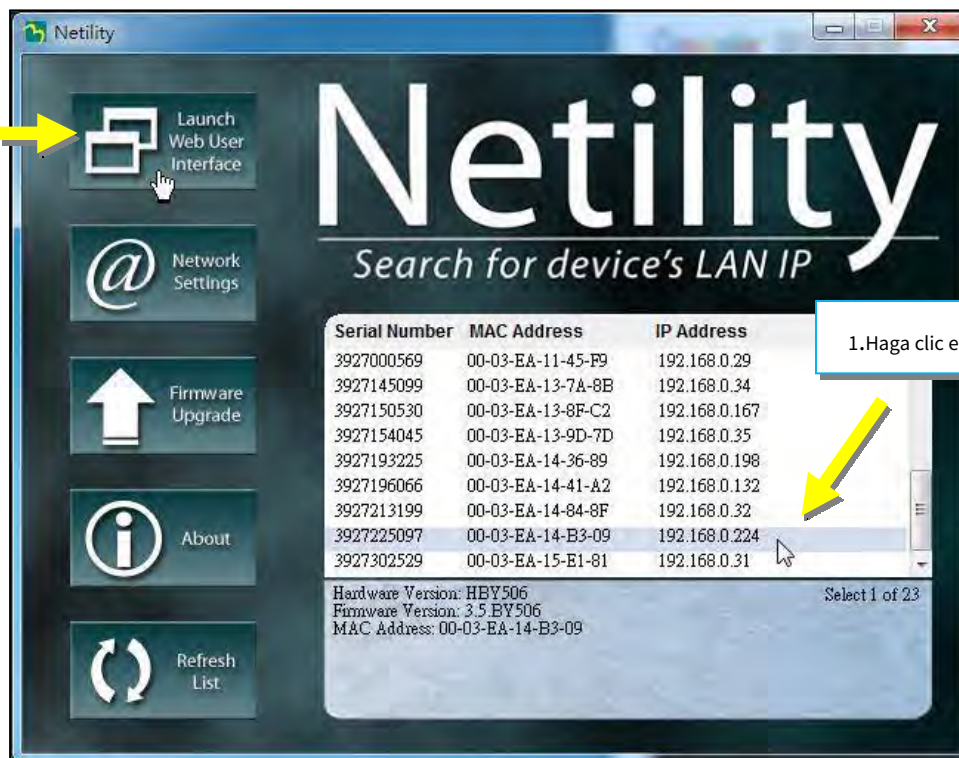 Netility
Launch
Web User
Interface
Network
Settings
Firmware
Upgrade
About
Refresh
List
Netility
Search for device's LAN IP
Serial Number MAC Address IP Address
3927000569 00-03-EA-11-45-F9 192.168.0.29
3927145099 00-03-EA-13-7A-8B 192.168.0.34
3927150530 00-03-EA-13-8F-C2 192.168.0.167
3927154045 00-03-EA-13-9D-7D 192.168.0.35
3927193225 00-03-EA-14-36-89 192.168.0.198
3927196066 00-03-EA-14-41-A2 192.168.0.132
3927213199 00-03-EA-14-84-8F 192.168.0.32
3927225097 00-03-EA-14-B3-09 192.168.0.224
3927302529 00-03-EA-15-E1-81 192.168.0.31
1.Haga clic e
Hardware Version: HBY506 Select 1 of 23
Firmware Version: 3.5.BY506
MAC Address: 00-03-EA-14-B3-09